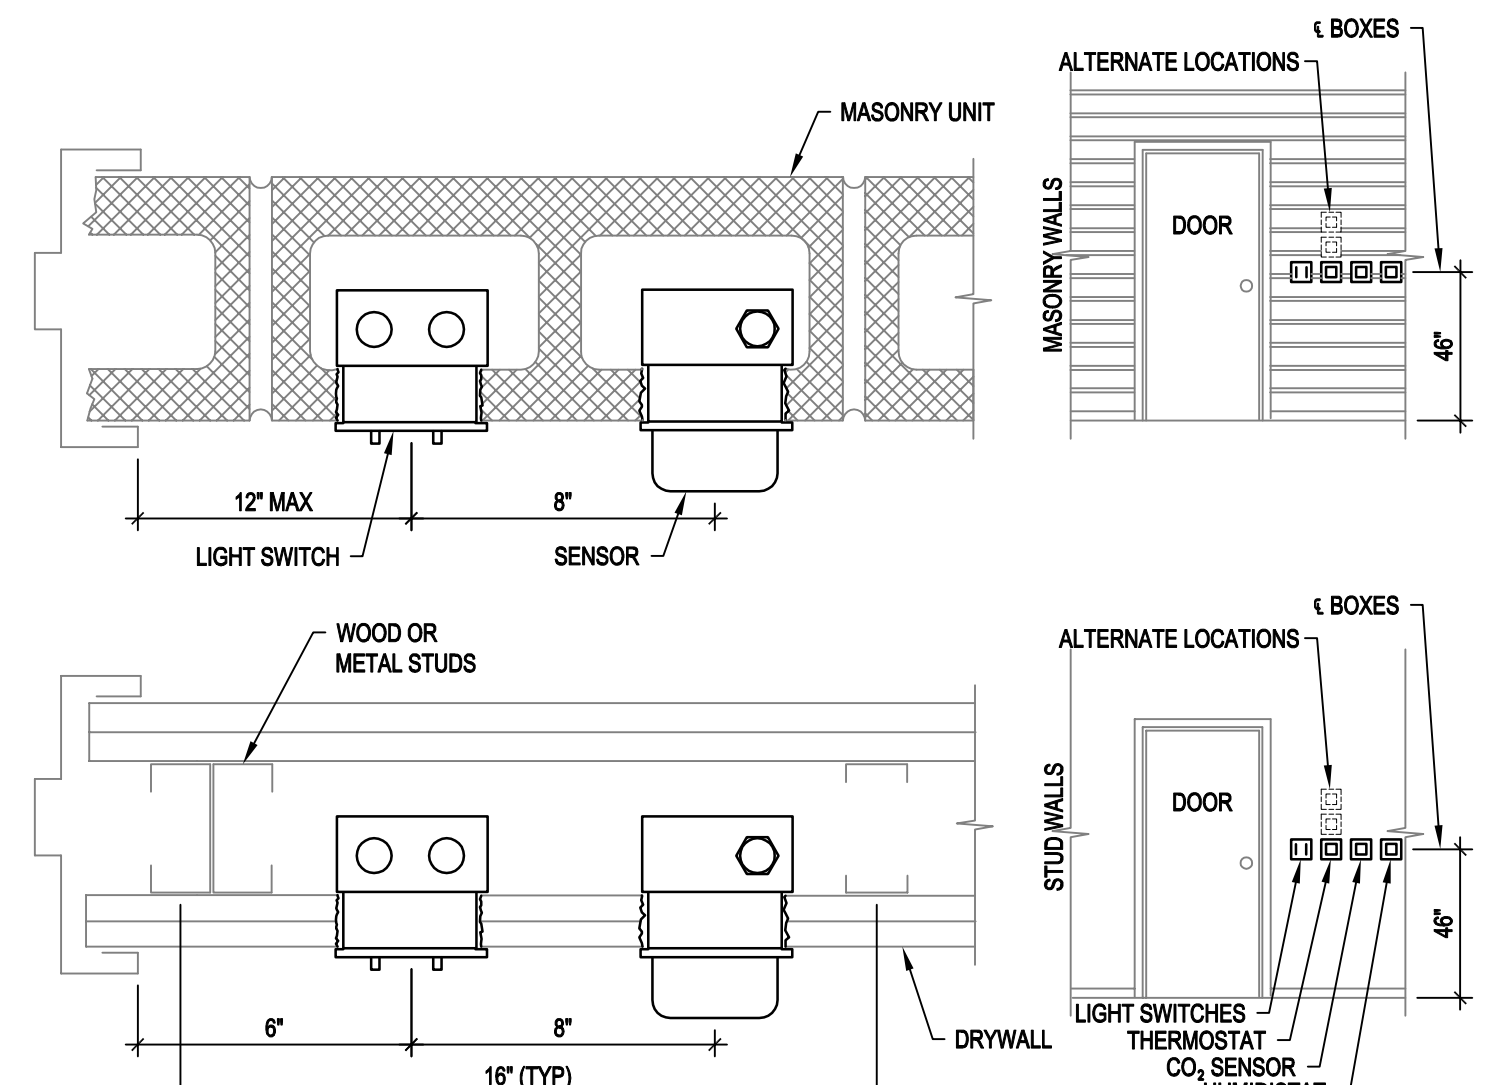 ℄ BOXES
ALTERNATE LOCATIONS
MASONRY UNIT
MASONRY WALLS
DOOR
46"
12" MAX
8"
LIGHT SWITCH
SENSOR
℄ BOXES
ALTERNATE LOCATIONS
WOOD OR
METAL STUDS
STUD WALLS
DOOR
46"
6"
8"
DRYWALL
16" (TYP)
LIGHT SWITCHES
THERMOSTAT
CO₂ SENSOR
HUMIDISTAT